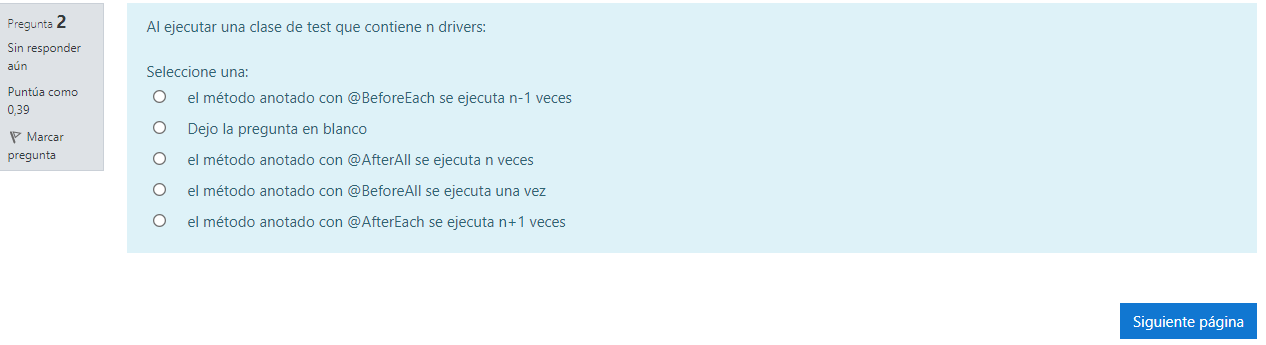 Pregunta 2
Sin responder
aún
Puntúa como
0,39
Marcar
pregunta
Al ejecutar una clase de test que contiene n drivers:
Seleccione una:
el método anotado con @BeforeEach se ejecuta n-1 veces
Dejo la pregunta en blanco
el método anotado con @AfterAll se ejecuta n veces
el método anotado con @BeforeAll se ejecuta una vez
el método anotado con @AfterEach se ejecuta n+1 veces
Siguiente página